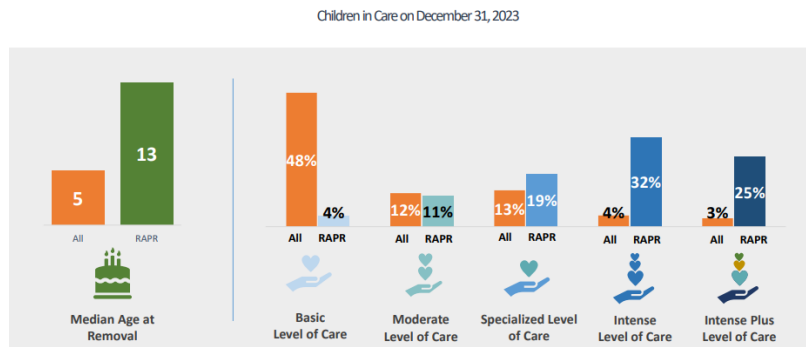 Children in Care on December 31, 2023
5
13
All
RAPR
Median Age at
Removal
48%
4%
All
RAPR
Basic
Level of Care
12%
11%
All
RAPR
Moderate
Level of Care
13%
19%
All
RAPR
Specialized Level
of Care
4%
32%
All
RAPR
Intense
Level of Care
3%
25%
All
RAPR
Intense Plus
Level of Care